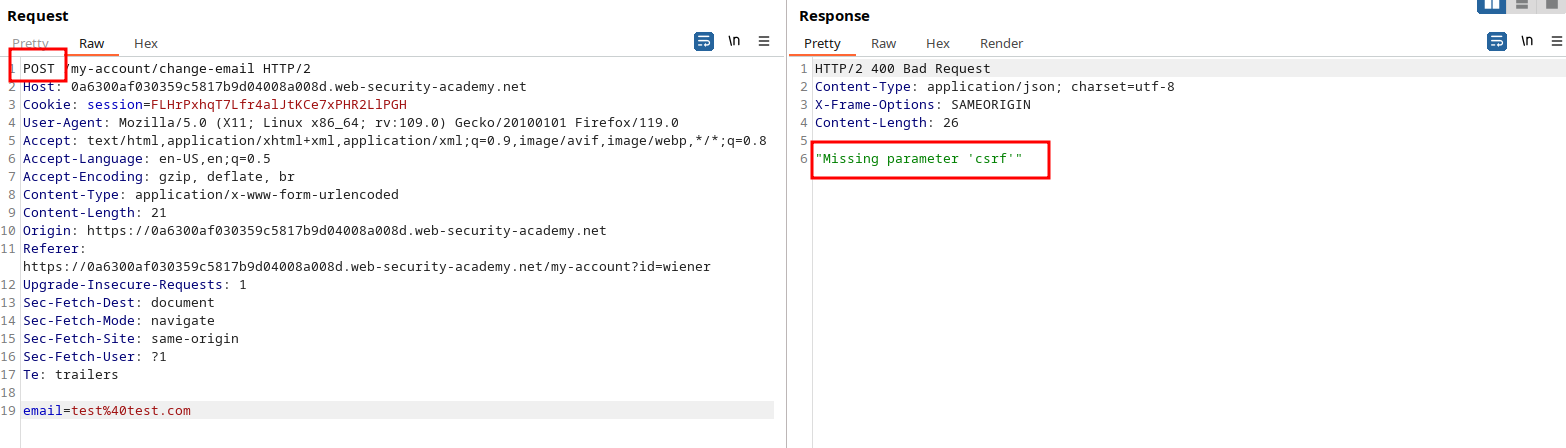 Request
Pretty Raw Hex
\n
1 POST /my-account/change-email HTTP/2
2 Host: 0a6300af030359c5817b9d04008a008d.web-security-academy.net
3 Cookie: session=FLHrPxhqT7Lfr4alJtKCe7xPHR2LlPGH
4 User-Agent: Mozilla/5.0 (X11; Linux x86_64; rv:109.0) Gecko/20100101 Firefox/119.0
5 Accept: text/html,application/xhtml+xml,application/xml;q=0.9,image/avif,image/webp,*/*;q=0.8
6 Accept-Language: en-US,en;q=0.5
7 Accept-Encoding: gzip, deflate, br
8 Content-Type: application/x-www-form-urlencoded
9 Content-Length: 21
10 Origin: https://0a6300af030359c5817b9d04008a008d.web-security-academy.net
11 Referer:
https://0a6300af030359c5817b9d04008a008d.web-security-academy.net/my-account?id=wiener
12 Upgrade-Insecure-Requests: 1
13 Sec-Fetch-Dest: document
14 Sec-Fetch-Mode: navigate
15 Sec-Fetch-Site: same-origin
16 Sec-Fetch-User: ?1
17 Te: trailers
18
19 email=test%40test.com
Response
Pretty Raw Hex Render
\n
1 HTTP/2 400 Bad Request
2 Content-Type: application/json; charset=utf-8
3 X-Frame-Options: SAMEORIGIN
4 Content-Length: 26
5
6 "Missing parameter 'csrf'"